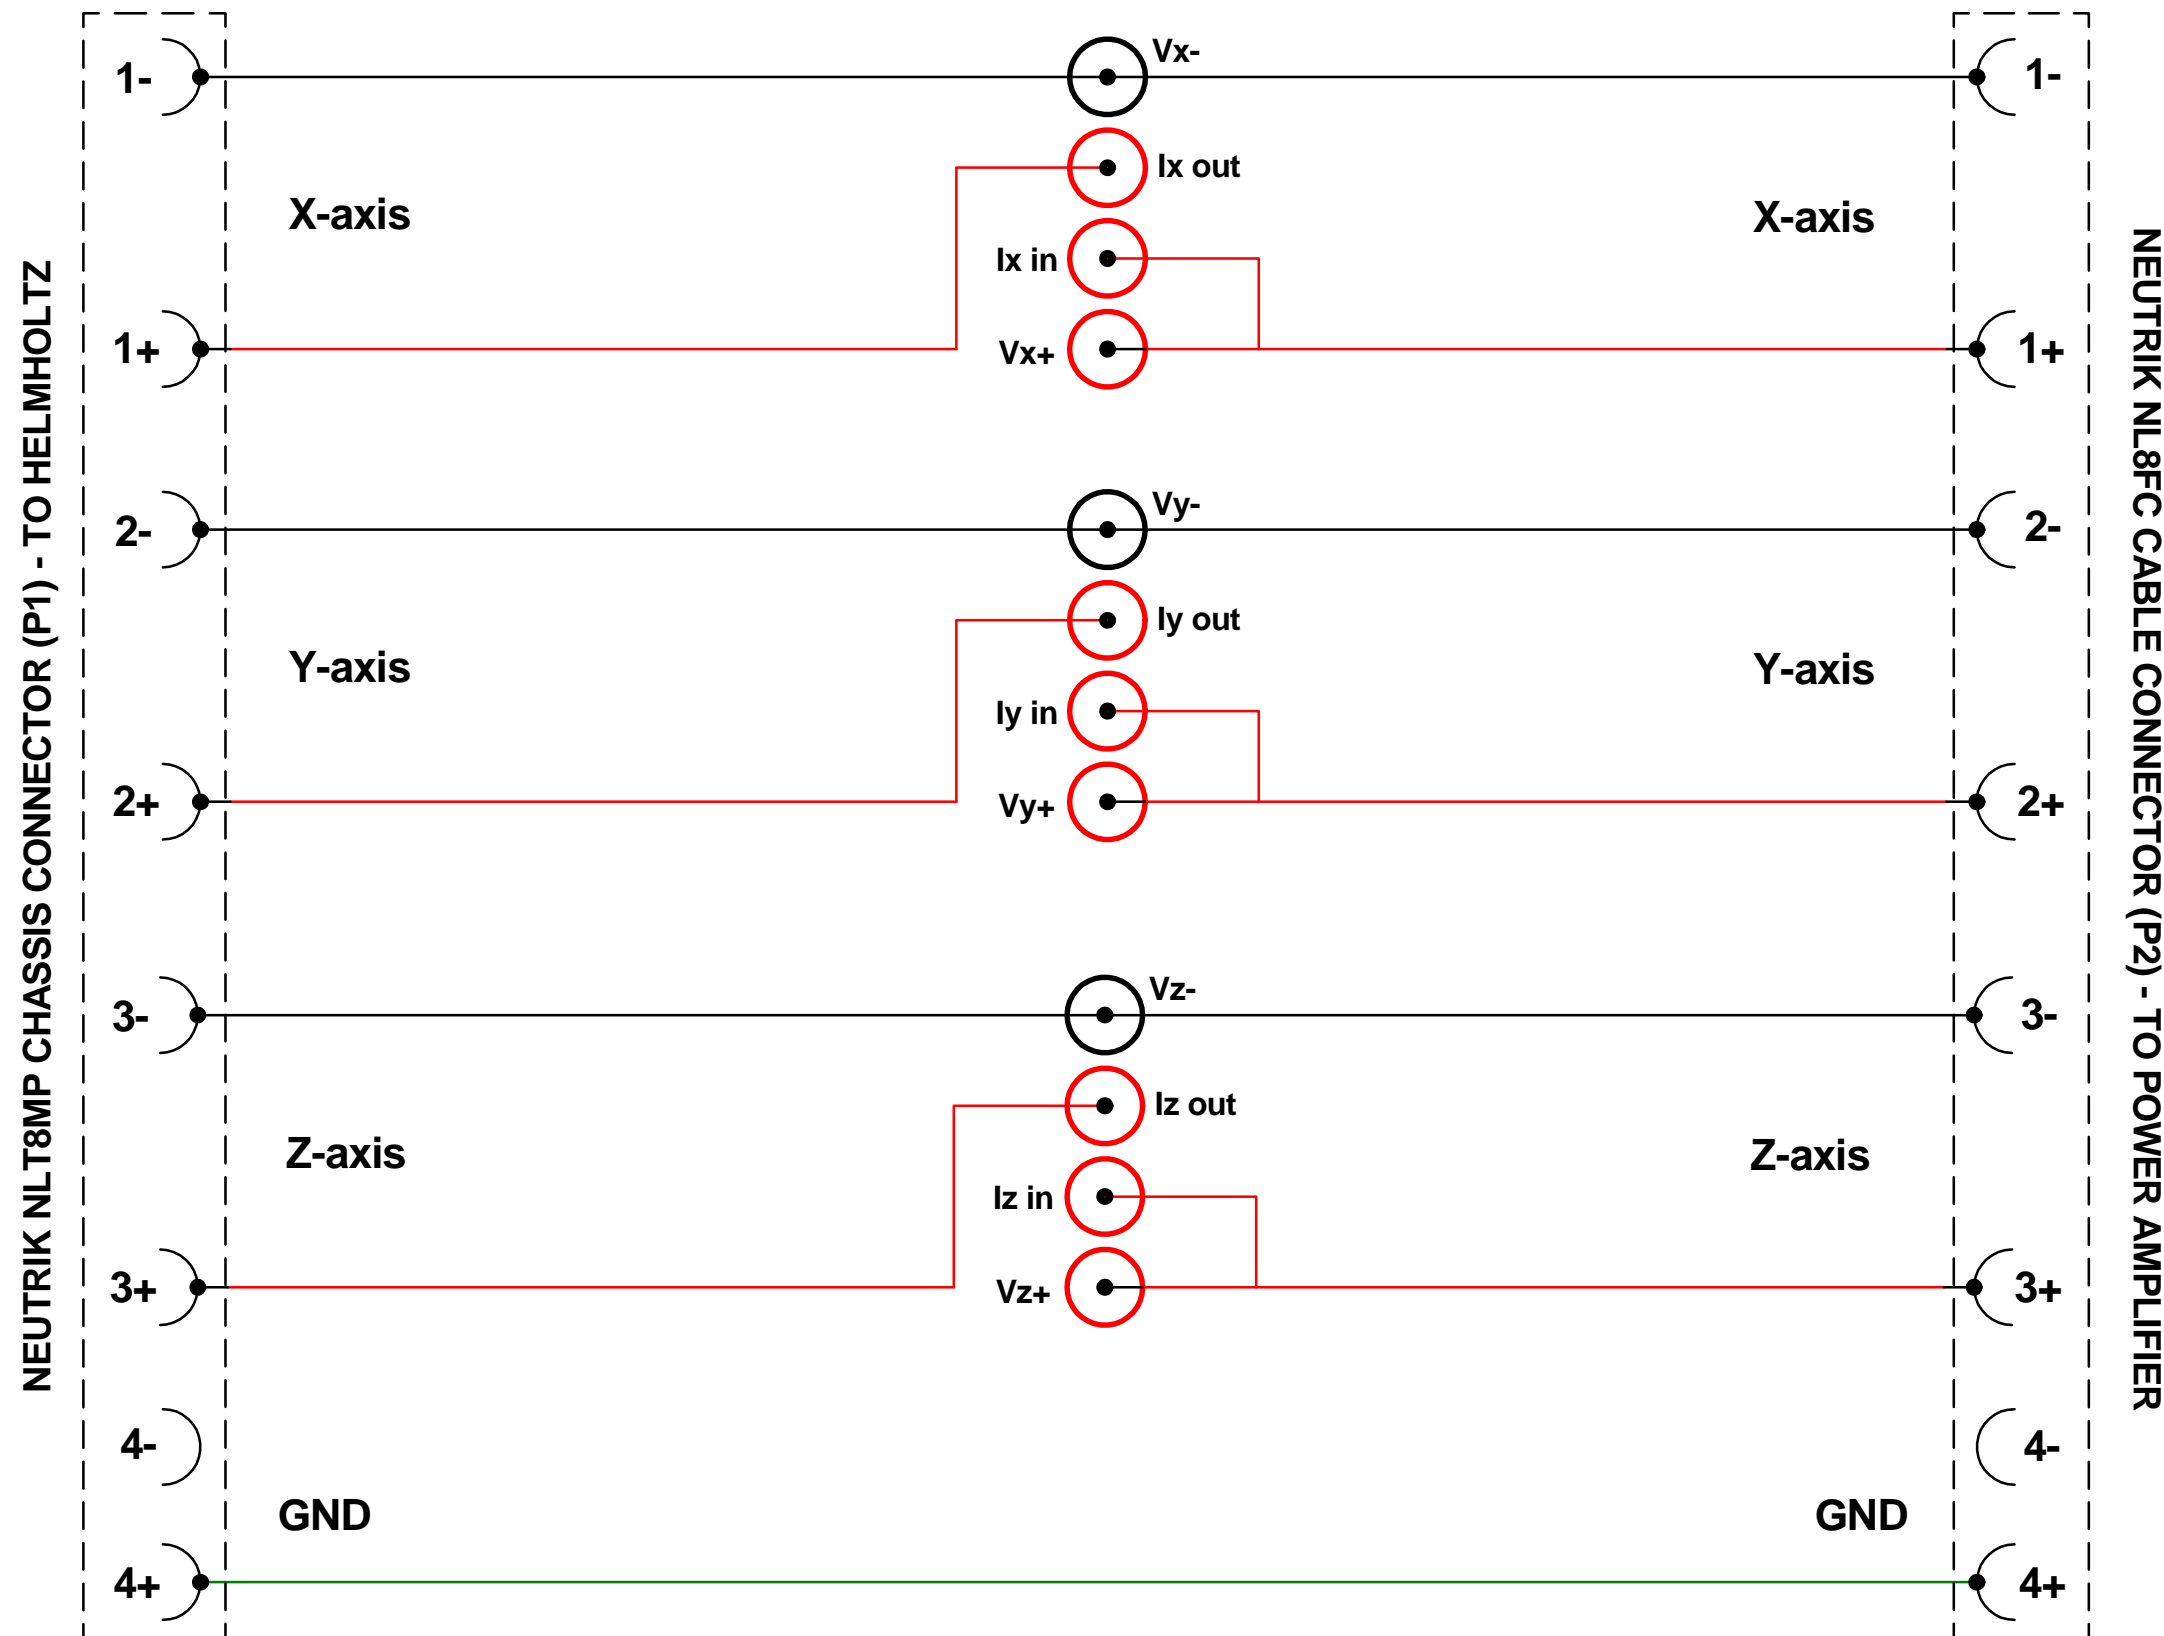 NEUTRIK NLT8MP CHASSIS CONNECTOR (P1) - TO HELMHOLTZ
1-
Vx-
1-
Ix out
X-axis
X-axis
Ix in
1+
Vx+
1+
2-
Vy-
2-
Iy out
Y-axis
Y-axis
Iy in
2+
Vy+
2+
3-
Vz-
3-
Iz out
Z-axis
Z-axis
Iz in
3+
Vz+
3+
4-
4-
GND
GND
4+
4+
NEUTRIK NL8FC CABLE CONNECTOR (P2) - TO POWER AMPLIFIER